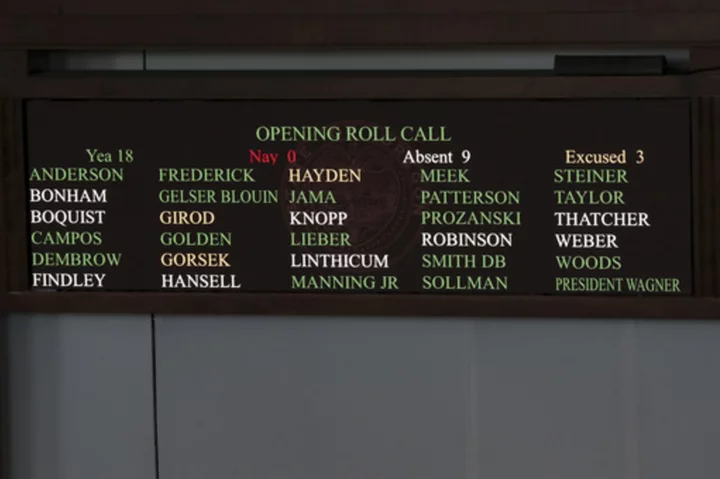 OPENING ROLL CALL
Yea 18 Nay 0 Absent 9 Excused 3
ANDERSON FREDERICK HAYDEN MEEK STEINER
BONHAM GELSER BLOUIN JAMA PATTERSON TAYLOR
BOQUIST GIROD KNOPP PROZANSKI THATCHER
CAMPOS GOLDEN LIEBER ROBINSON WEBER
DEMBROW GORSEK LINTHICUM SMITH DB WOODS
FINDLEY HANSELL MANNING JR SOLLMAN PRESIDENT WAGNER